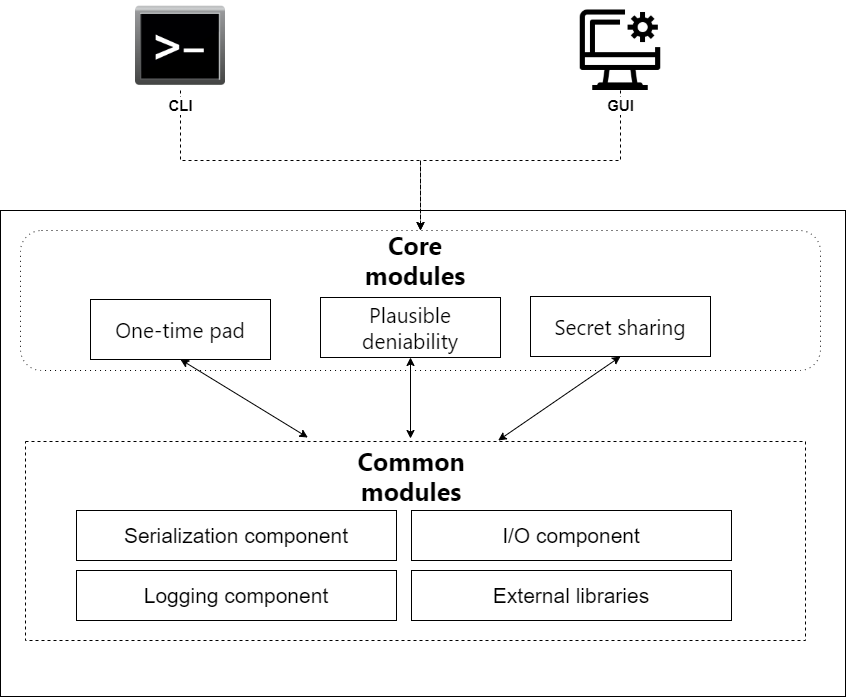 CLI
GUI
Core
modules
One-time pad
Plausible
deniability
Secret sharing
Common
modules
Serialization component
I/O component
Logging component
External libraries